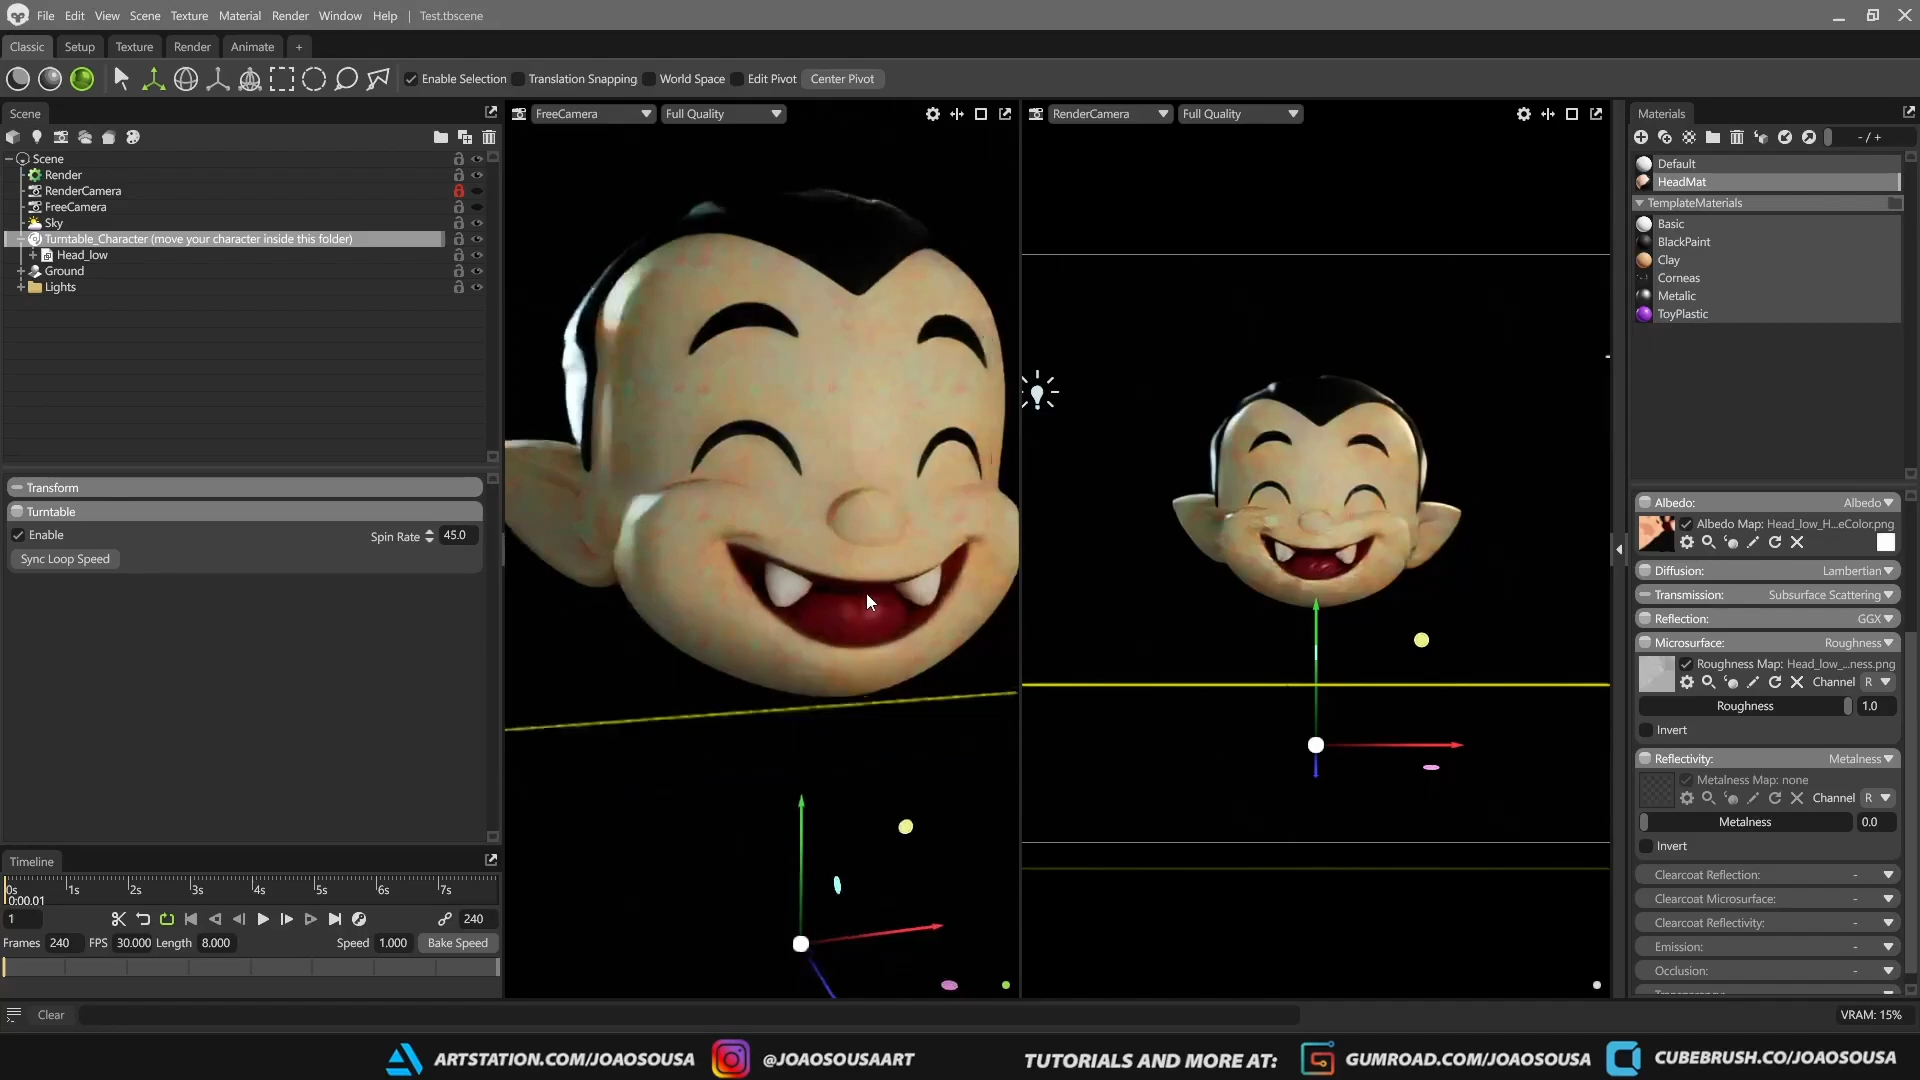 File Edit View Scene Texture Material Render Window Help | Test.tbscene
Classic Setup Texture Render Animate +
Enable Selection Translation Snapping World Space Edit Pivot Center Pivot
Scene
Scene
Render
RenderCamera
FreeCamera
Sky
Turntable_Character (move your character inside this folder)
Head_low
Ground
Lights
Transform
Turntable
Enable Spin Rate 45.0
Sync Loop Speed
Timeline
0s 1s 2s 3s 4s 5s 6s 7s
0:00.01
1 240
Frames 240 FPS 30.000 Length 8.000 Speed 1.000 Bake Speed
Clear
FreeCamera Full Quality
RenderCamera Full Quality
Materials
- / +
Default
HeadMat
TemplateMaterials
Basic
BlackPaint
Clay
Corneas
Metalic
ToyPlastic
Albedo: Albedo
Albedo Map: Head_low_H...eColor.png
Diffusion: Lambertian
Transmission: Subsurface Scattering
Reflection: GGX
Microsurface: Roughness
Roughness Map: Head_low_...ness.png
Channel R
Roughness 1.0
Invert
Reflectivity: Metalness
Metalness Map: none
Channel R
Metalness 0.0
Invert
Clearcoat Reflection: -
Clearcoat Microsurface: -
Clearcoat Reflectivity: -
Emission: -
Occlusion: -
VRAM: 15%
ARTSTATION.COM/JOAOSOUSA @JOAOSOUSAART TUTORIALS AND MORE AT: GUMROAD.COM/JOAOSOUSA CUBEBRUSH.CO/JOAOSOUSA